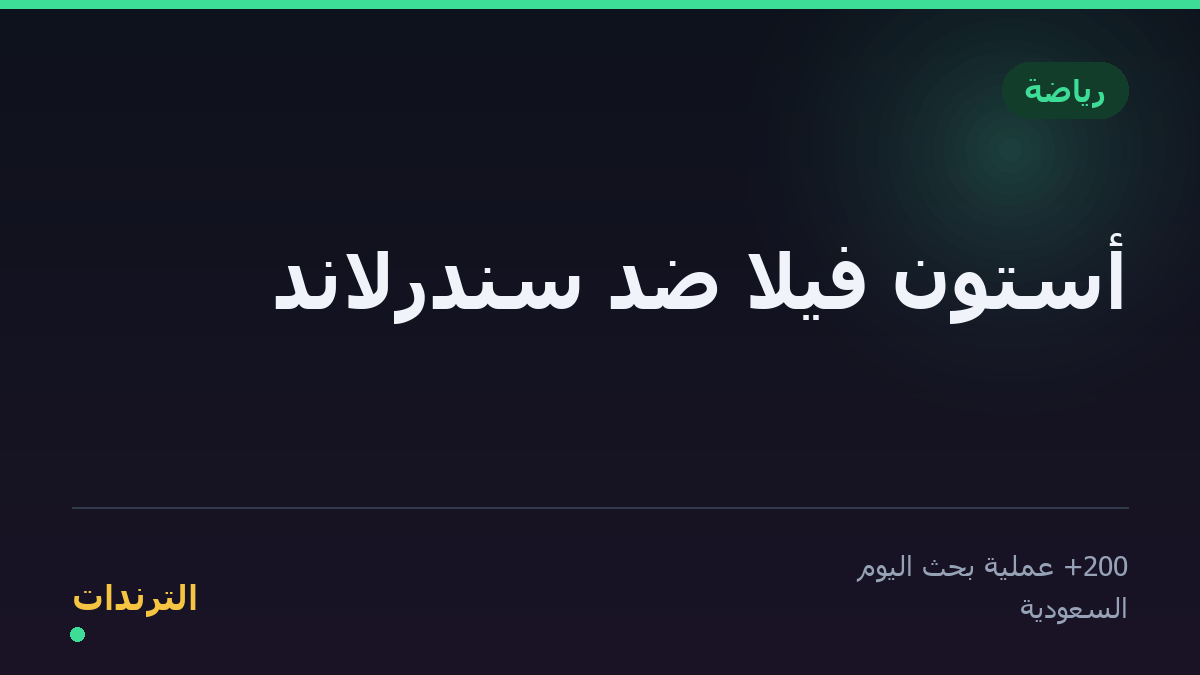 رياضة
أستون فيلا ضد سندرلاند
200+ عملية بحث اليوم
السعودية
الترندات